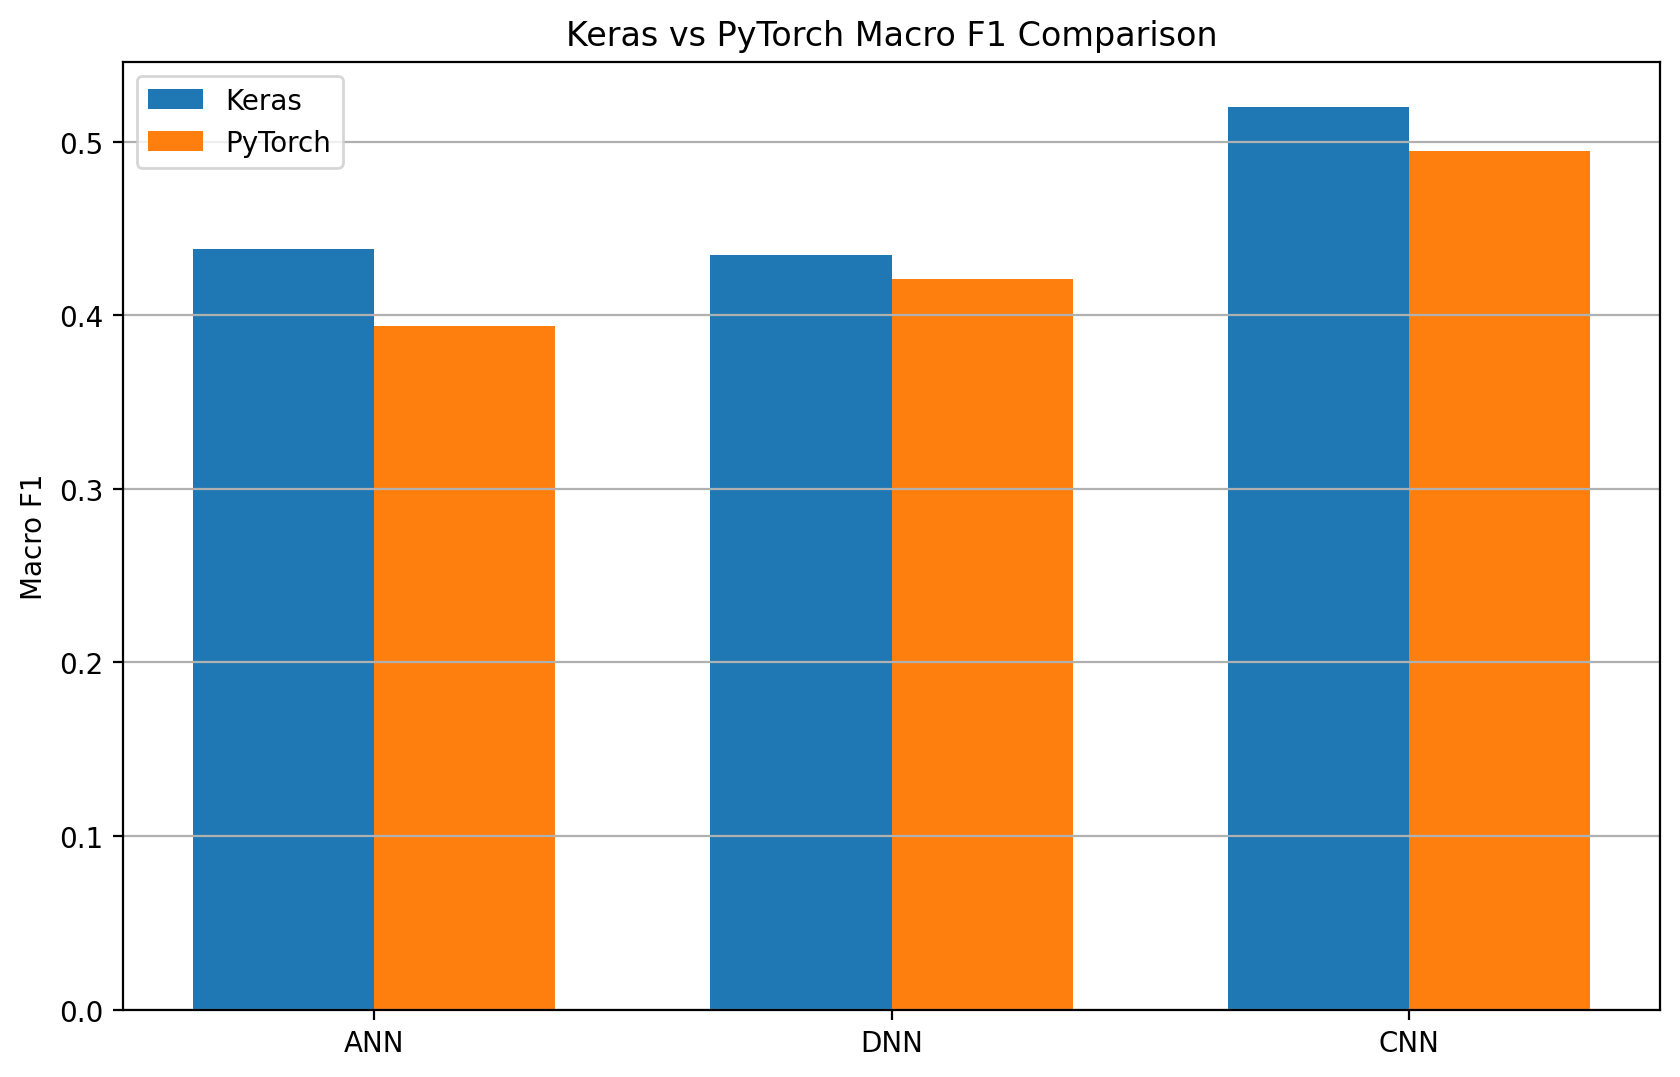 Keras vs PyTorch Macro F1 Comparison
Keras
PyTorch
Macro F1
0.5
0.4
0.3
0.2
0.1
0.0
ANN DNN CNN